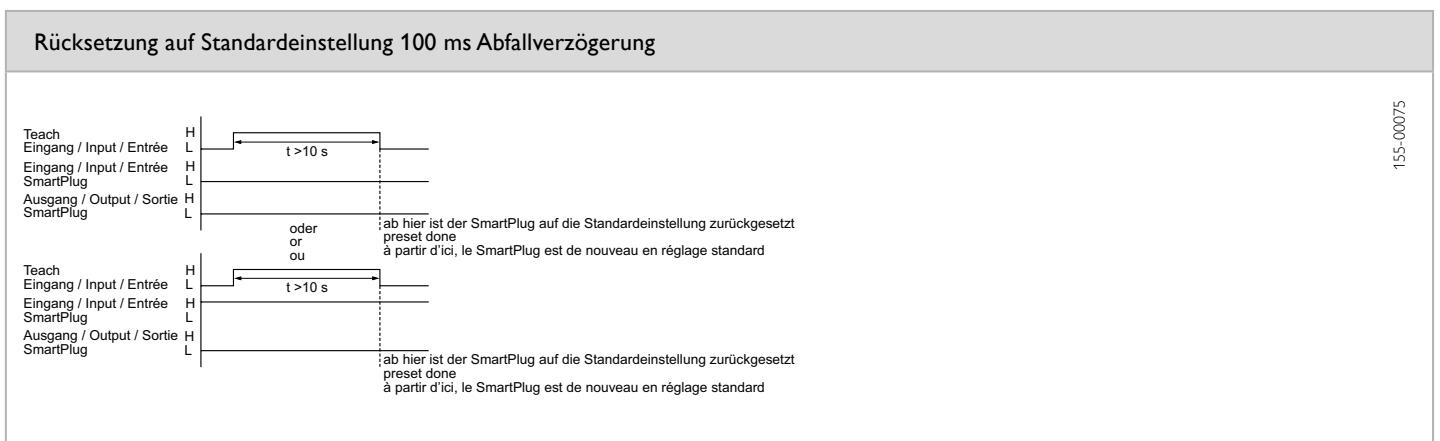 Rücksetzung auf Standardeinstellung 100 ms Abfallverzögerung
155-00075
Teach H
Eingang / Input / Entrée L
t >10 s
Eingang / Input / Entrée H
SmartPlug L
Ausgang / Output / Sortie H
SmartPlug L
ab hier ist der SmartPlug auf die Standardeinstellung zurückgesetzt
preset done
à partir d'ici, le SmartPlug est de nouveau en réglage standard
oder
or
ou
Teach H
Eingang / Input / Entrée L
t >10 s
Eingang / Input / Entrée H
SmartPlug L
Ausgang / Output / Sortie H
SmartPlug L
ab hier ist der SmartPlug auf die Standardeinstellung zurückgesetzt
preset done
à partir d'ici, le SmartPlug est de nouveau en réglage standard